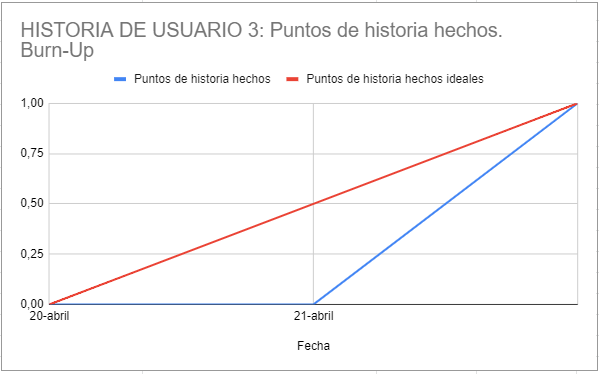 HISTORIA DE USUARIO 3: Puntos de historia hechos.
Burn-Up
Puntos de historia hechos
Puntos de historia hechos ideales
1,00
0,75
0,50
0,25
0,00
20-abril
21-abril
Fecha